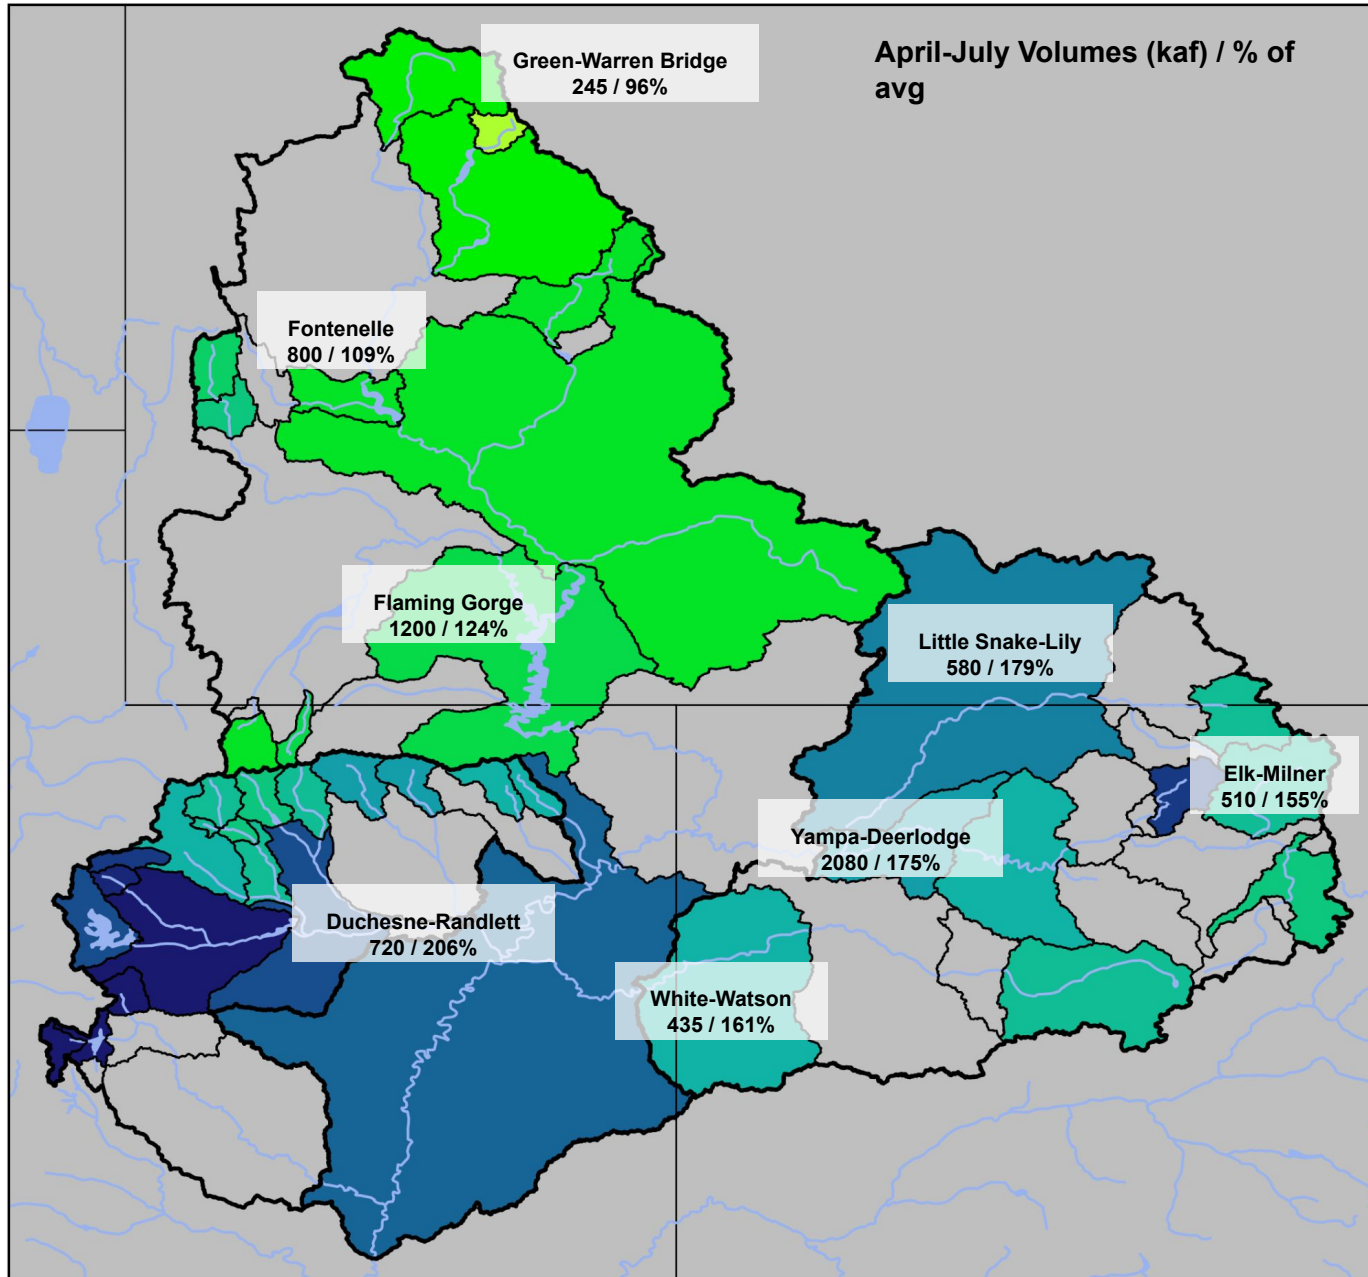 April-July Volumes (kaf) / % of
avg
Green-Warren Bridge
245 / 96%
Fontenelle
800 / 109%
Flaming Gorge
1200 / 124%
Little Snake-Lily
580 / 179%
Elk-Milner
510 / 155%
Yampa-Deerlodge
2080 / 175%
Duchesne-Randlett
720 / 206%
White-Watson
435 / 161%